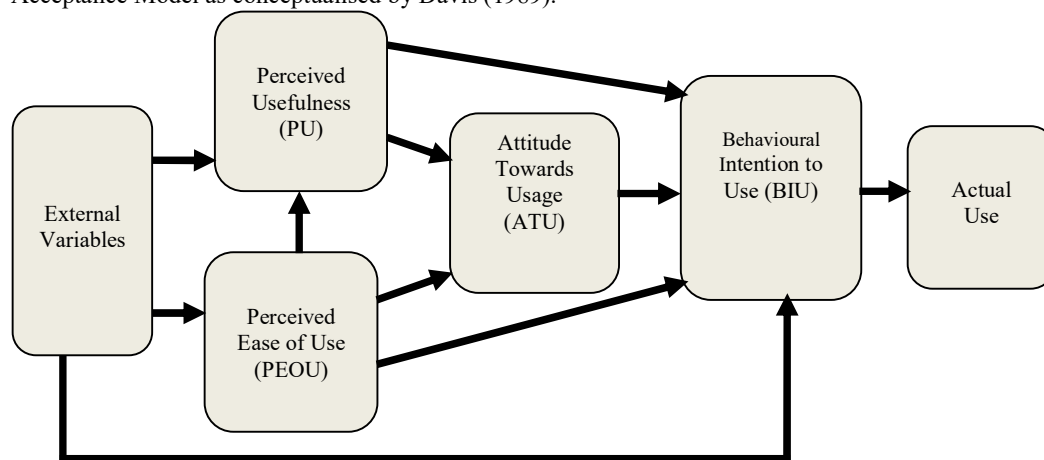 Acceptance Model as conceptualised by Davis (1989).
Perceived
Usefulness
(PU)
External
Variables
Perceived
Ease of Use
(PEOU)
Attitude
Towards
Usage
(ATU)
Behavioural
Intention to
Use (BIU)
Actual
Use